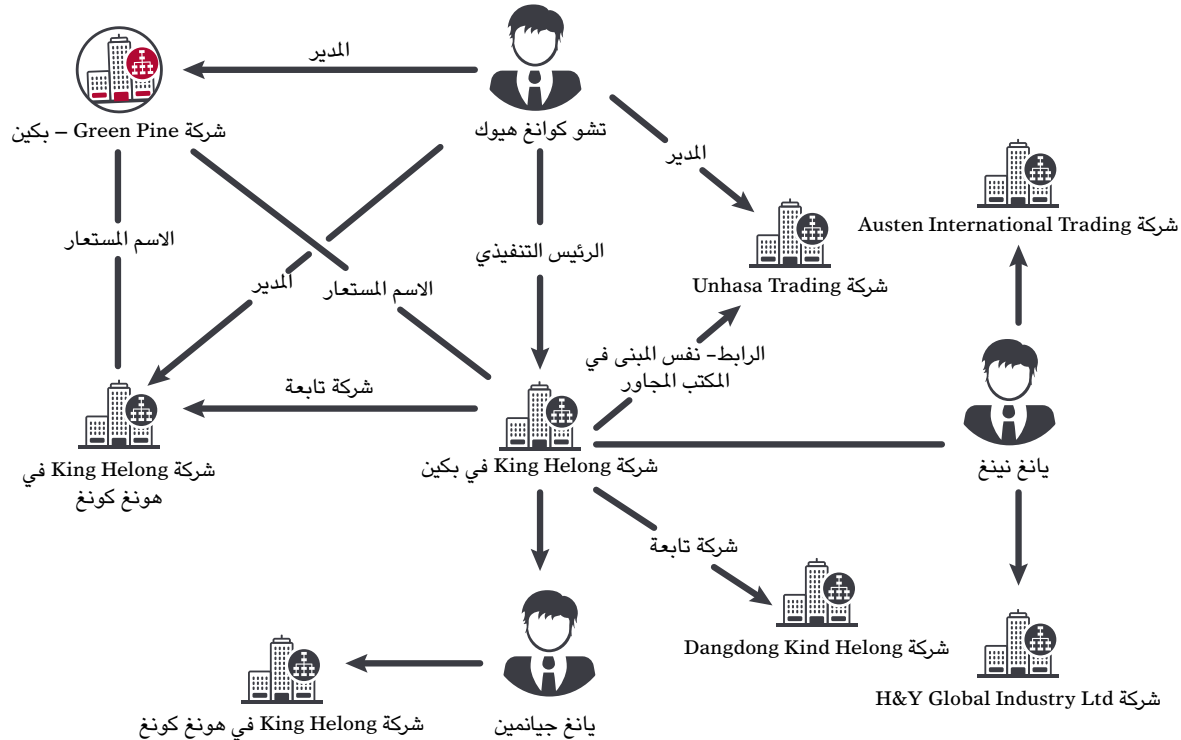 المدير
شركة Green Pine – بكين
تشو كوانغ هيوك
المدير
شركة Austen International Trading
الاسم المستعار
الرئيس التنفيذي
المدير
الاسم المستعار
شركة Unhasa Trading
الرابط- نفس المبنى في
المكتب المجاور
شركة تابعة
شركة King Helong في
هونغ كونغ
شركة King Helong في بكين
يانغ نينغ
شركة تابعة
شركة Dangdong Kind Helong
شركة H&Y Global Industry Ltd
شركة King Helong في هونغ كونغ
يانغ جيانمين